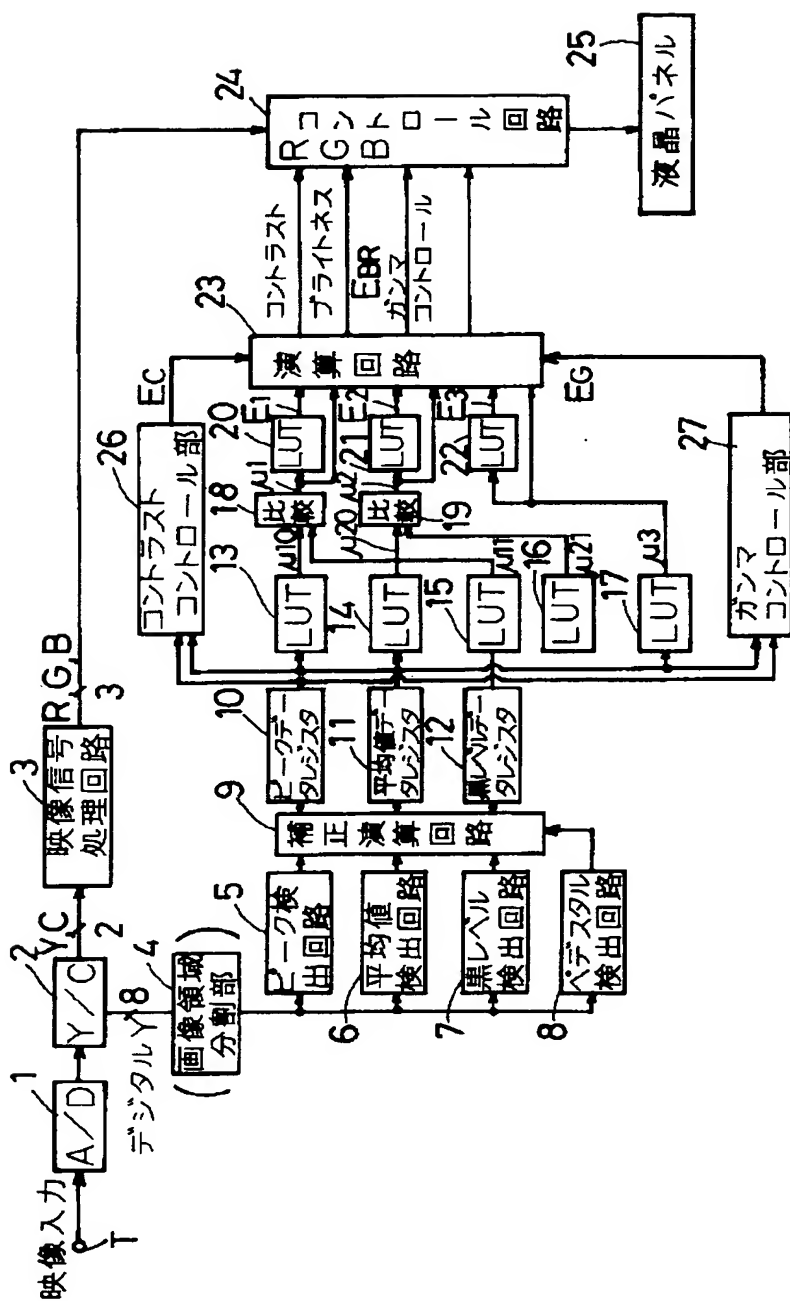 映像入力
T
1
A/D
2
Y/C
Y,C
2
3
映像信号
処理回路
R,G,B
3
デジタルY
8
4
画像領域
分割部
5
ピーク検
出回路
6
平均値
検出回路
7
黒レベル
検出回路
8
ペデスタル
検出回路
9
補正演算回路
10
ピークデー
タレジスタ
11
平均値デー
タレジスタ
12
黒レベルデー
タレジスタ
13
LUT
14
LUT
15
LUT
16
LUT
17
LUT
μ10
μ20
μ11
μ21
μ3
18
比較
μ1
19
比較
μ2
20
LUT
E1
21
LUT
E2
22
LUT
E3
26
コントラスト
コントロール部
EC
27
ガンマ
コントロール部
EG
23
演算回路
コントラスト
ブライトネス
EBR
ガンマ
コントロール
24
RGB
コントロール回路
25
液晶パネル